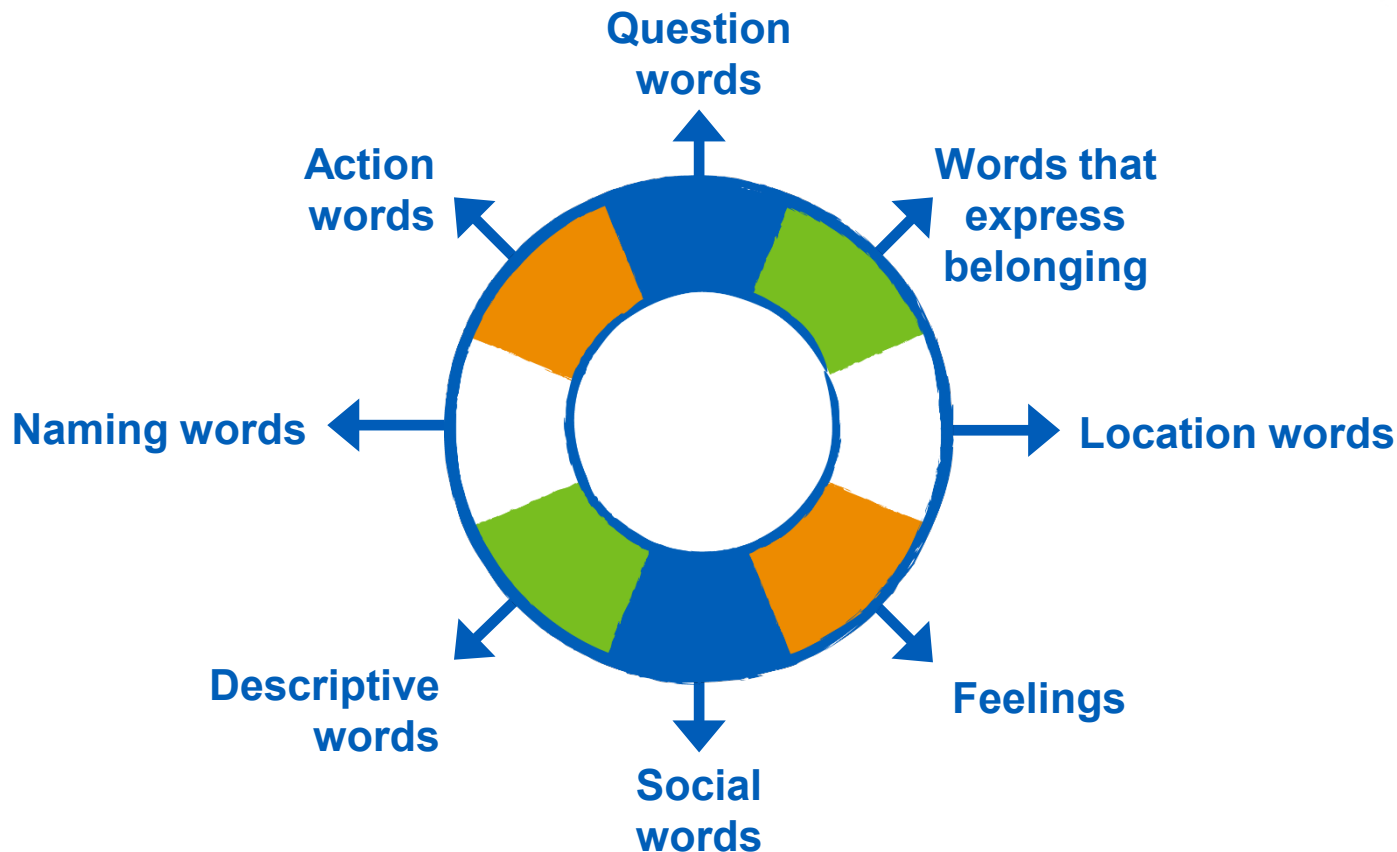 Question
words
Words that
express
belonging
Location words
Feelings
Social
words
Descriptive
words
Naming words
Action
words